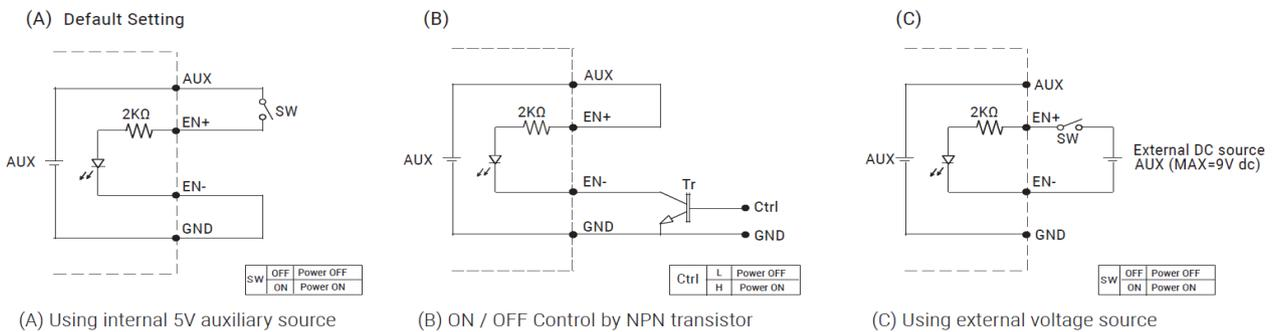 (A) Default Setting
AUX
SW
2KΩ
EN+
AUX
EN-
GND
SW OFF Power OFF
ON Power ON
(A) Using internal 5V auxiliary source
(B)
AUX
2KΩ
EN+
AUX
EN-
Tr
Ctrl
GND
GND
Ctrl L Power OFF
H Power ON
(B) ON / OFF Control by NPN transistor
(C)
AUX
2KΩ
EN+
SW
AUX
External DC source
AUX (MAX=9V dc)
EN-
GND
SW OFF Power OFF
ON Power ON
(C) Using external voltage source